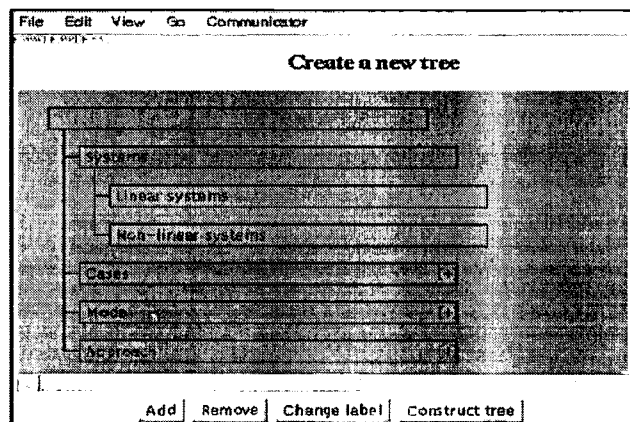 File Edit View Go Communicator
Create a new tree
Systems
Linear systems
Non-linear systems
Cases [+]
Model [+]
Approach [+]
Add Remove Change label Construct tree